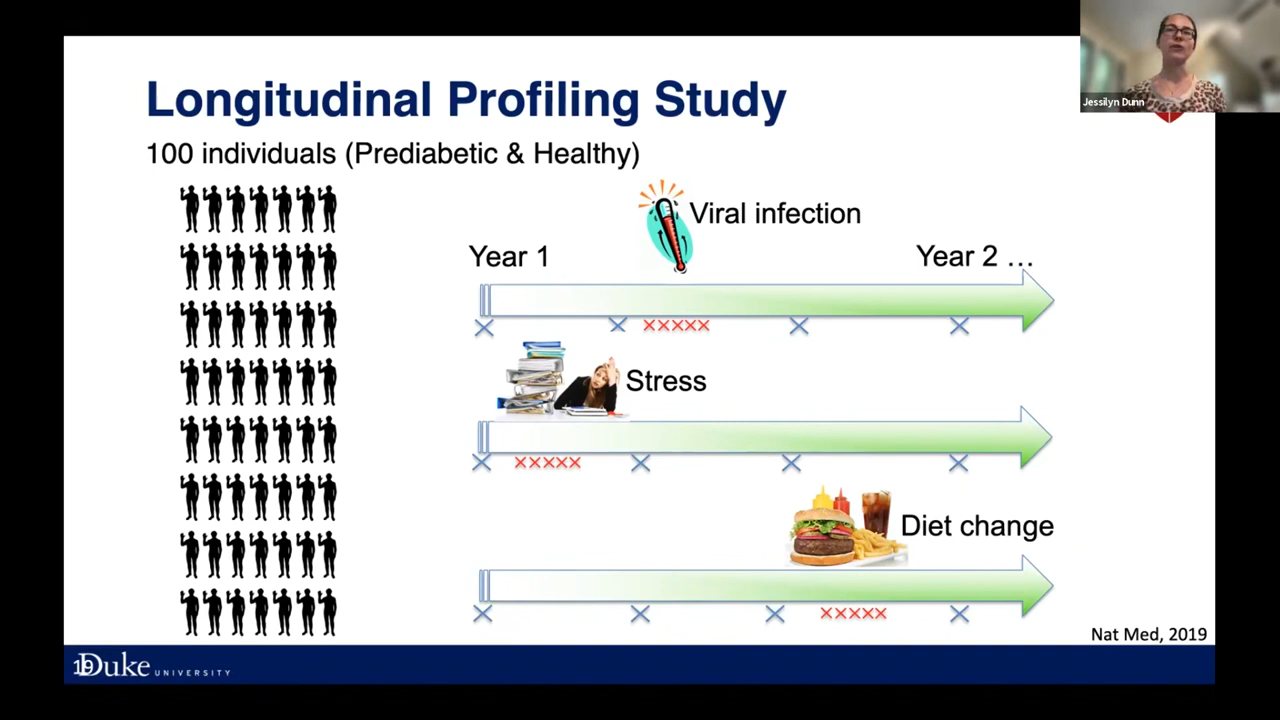 Longitudinal Profiling Study
100 individuals (Prediabetic & Healthy)
Jessilyn Dunn
Viral infection
Year 1
Year 2 ...
×××××
Stress
×××××
Diet change
×××××
Nat Med, 2019
19
Duke UNIVERSITY